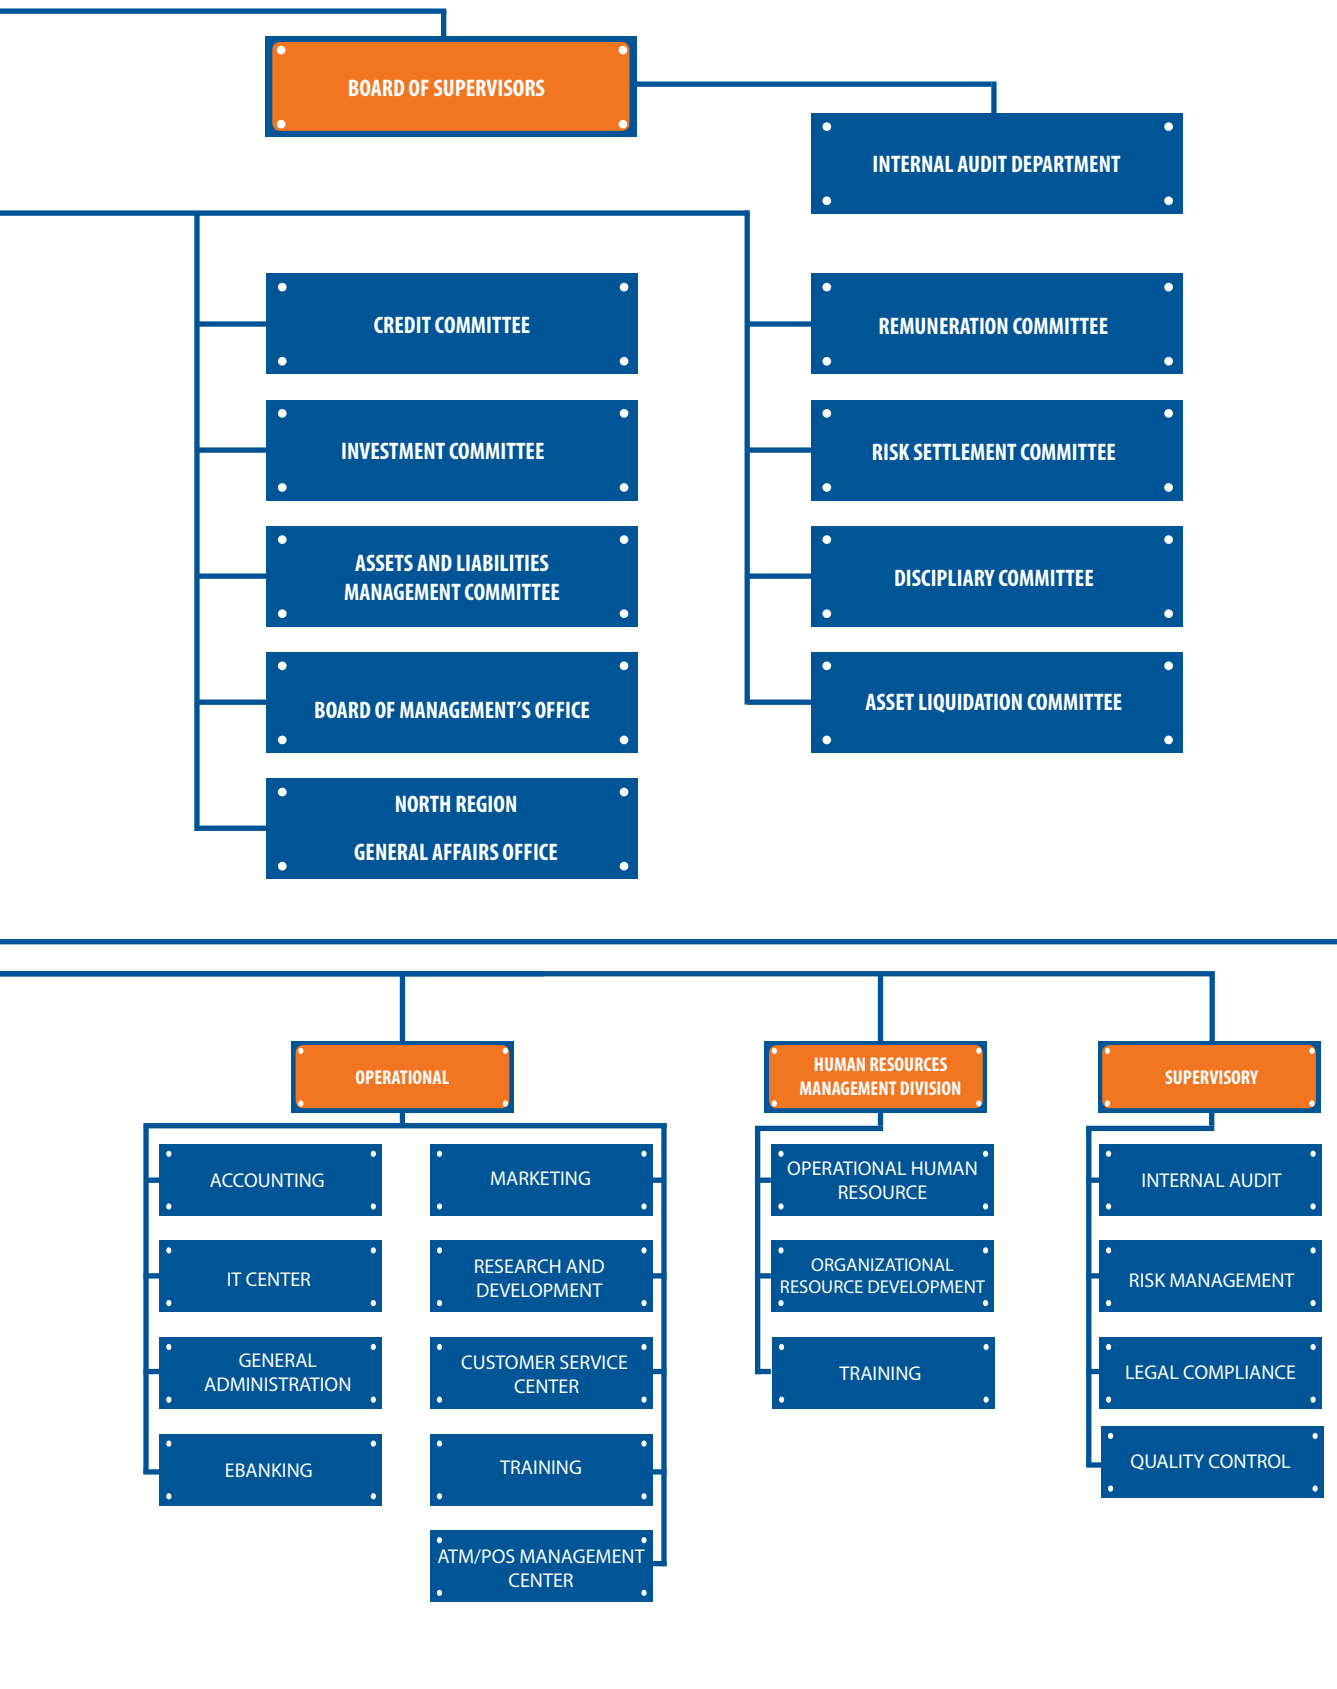 BOARD OF SUPERVISORS
INTERNAL AUDIT DEPARTMENT
CREDIT COMMITTEE
INVESTMENT COMMITTEE
ASSETS AND LIABILITIES
MANAGEMENT COMMITTEE
BOARD OF MANAGEMENT’S OFFICE
NORTH REGION
GENERAL AFFAIRS OFFICE
REMUNERATION COMMITTEE
RISK SETTLEMENT COMMITTEE
DISCIPLIARY COMMITTEE
ASSET LIQUIDATION COMMITTEE
OPERATIONAL
ACCOUNTING
IT CENTER
GENERAL
ADMINISTRATION
EBANKING
MARKETING
RESEARCH AND
DEVELOPMENT
CUSTOMER SERVICE
CENTER
TRAINING
ATM/POS MANAGEMENT
CENTER
HUMAN RESOURCES
MANAGEMENT DIVISION
OPERATIONAL HUMAN
RESOURCE
ORGANIZATIONAL
RESOURCE DEVELOPMENT
TRAINING
SUPERVISORY
INTERNAL AUDIT
RISK MANAGEMENT
LEGAL COMPLIANCE
QUALITY CONTROL